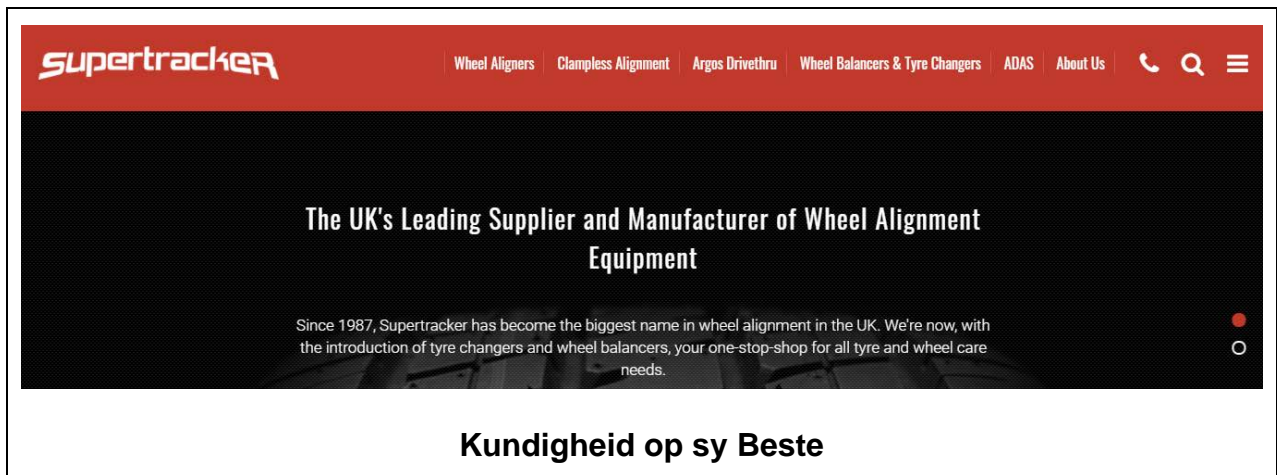 supertracker
Wheel Aligners Clampless Alignment Argos Drivethru Wheel Balancers & Tyre Changers ADAS About Us
The UK's Leading Supplier and Manufacturer of Wheel Alignment
Equipment
Since 1987, Supertracker has become the biggest name in wheel alignment in the UK. We're now, with
the introduction of tyre changers and wheel balancers, your one-stop-shop for all tyre and wheel care
needs.
Kundigheid op sy Beste